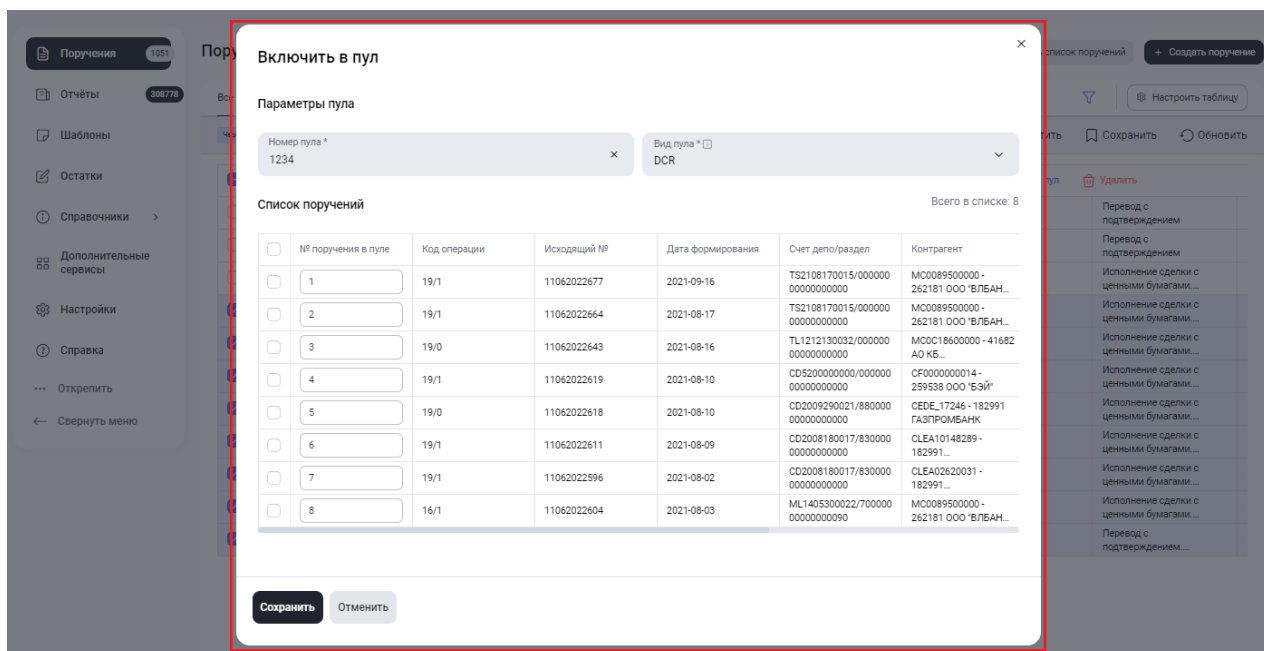 Поручения 1051
Отчёты 308778
Шаблоны
Остатки
Справочники
Дополнительные
сервисы
Настройки
Справка
Открепить
Свернуть меню
Включить в пул
Параметры пула
Номер пула *
1234
Вид пула *
DCR
Список поручений
Всего в списке: 8
№ поручения в пуле Код операции Исходящий № Дата формирования Счет депо/раздел Контрагент
1 19/1 11062022677 2021-09-16 TS2108170015/000000 MC0089500000 -
00000000000 262181 ООО "ВЛБАН...
2 19/1 11062022664 2021-08-17 TS2108170015/000000 MC0089500000 -
00000000000 262181 ООО "ВЛБАН...
3 19/0 11062022643 2021-08-16 TL1212130032/000000 MC0C18600000 - 41682
00000000000 АО КБ...
4 19/1 11062022619 2021-08-10 CD5200000000/000000 CF0000000014 -
00000000000 259538 ООО "БЭЙ"
5 19/0 11062022618 2021-08-10 CD2009290021/880000 CEDE_17246 - 182991
00000000000 ГАЗПРОМБАНК
6 19/1 11062022611 2021-08-09 CD2008180017/830000 CLEA10148289 -
00000000000 182991...
7 19/1 11062022596 2021-08-02 CD2008180017/830000 CLEA02620031 -
00000000000 182991...
8 16/1 11062022604 2021-08-03 ML1405300022/700000 MC0089500000 -
00000000090 262181 ООО "ВЛБАН...
Сохранить Отменить
список поручений + Создать поручение
Настроить таблицу
Сохранить Обновить
пул Удалить
Перевод с
подтверждением
Перевод с
подтверждением
Исполнение сделки с
ценными бумагами....
Исполнение сделки с
ценными бумагами....
Исполнение сделки с
ценными бумагами....
Исполнение сделки с
ценными бумагами....
Исполнение сделки с
ценными бумагами....
Исполнение сделки с
ценными бумагами....
Исполнение сделки с
ценными бумагами....
Исполнение сделки с
ценными бумагами....
Перевод с
подтверждением....